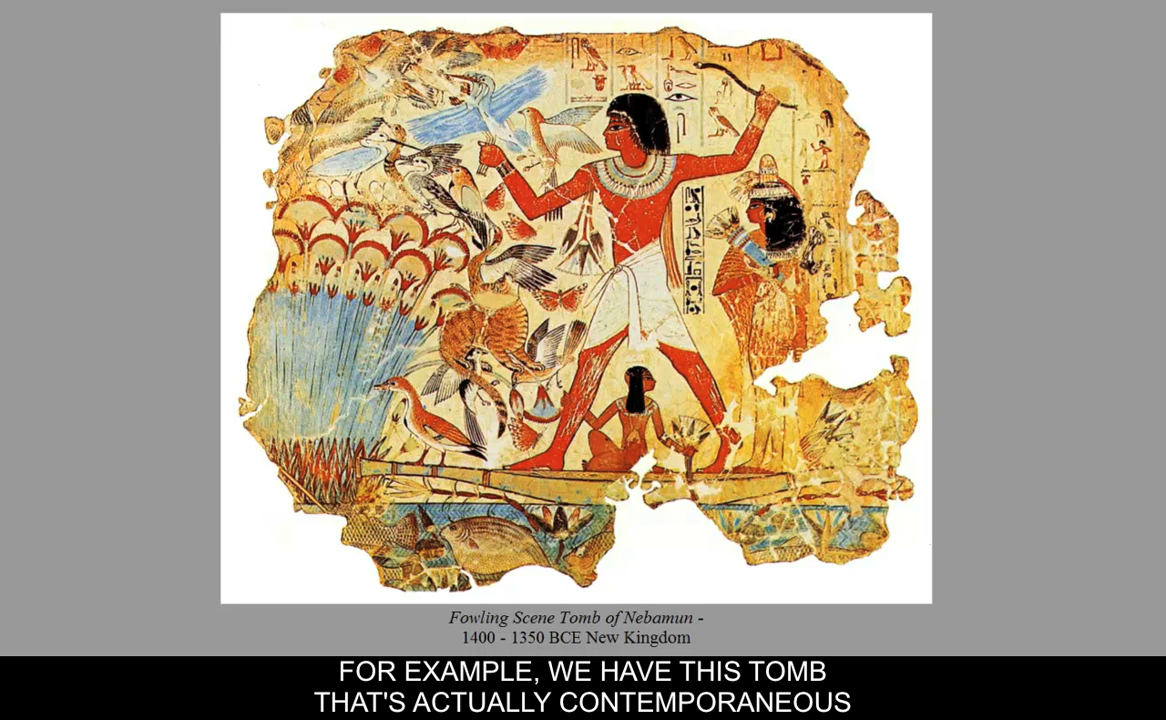 Fowling Scene Tomb of Nebamun -
1400 - 1350 BCE New Kingdom
FOR EXAMPLE, WE HAVE THIS TOMB
THAT'S ACTUALLY CONTEMPORANEOUS